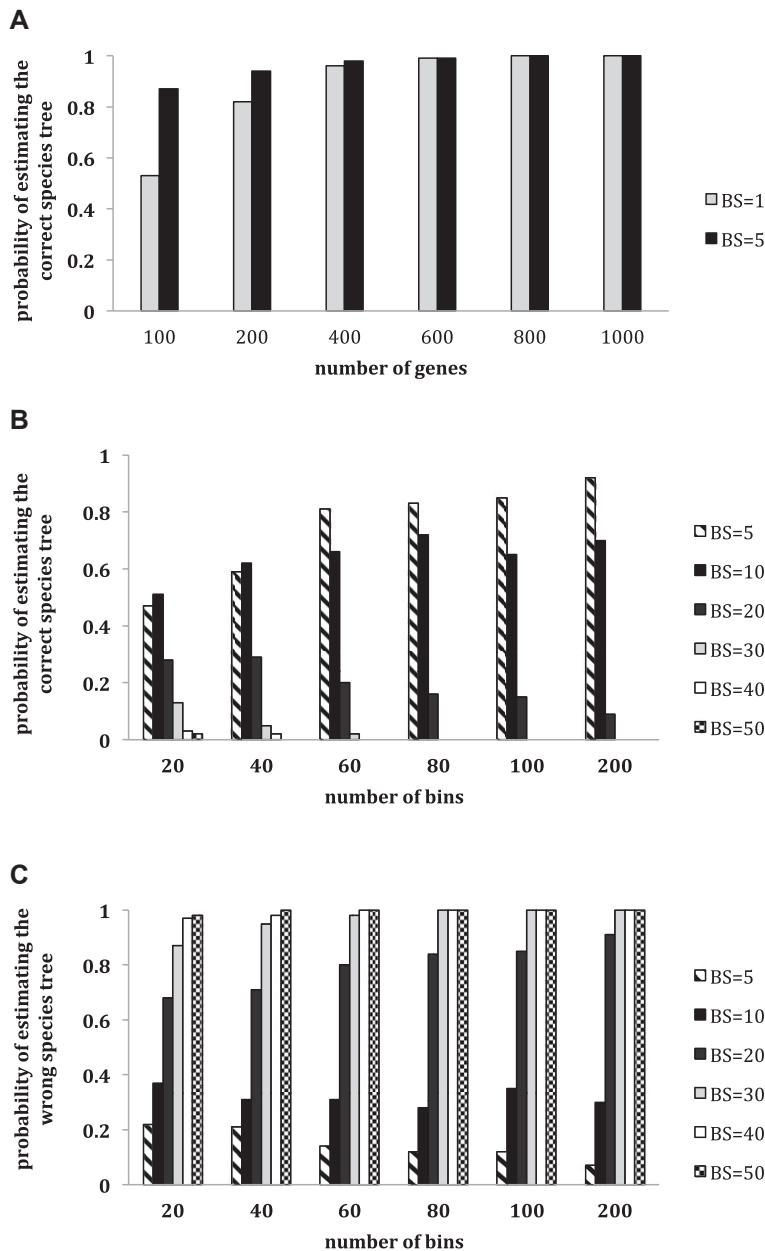 A
probability of estimating the
correct species tree
1
0.8
0.6
0.4
0.2
0
100 200 400 600 800 1000
number of genes
BS=1
BS=5
B
probability of estimating the
correct species tree
1
0.8
0.6
0.4
0.2
0
20 40 60 80 100 200
number of bins
BS=5
BS=10
BS=20
BS=30
BS=40
BS=50
C
probability of estimating the
wrong species tree
1
0.8
0.6
0.4
0.2
0
20 40 60 80 100 200
number of bins
BS=5
BS=10
BS=20
BS=30
BS=40
BS=50